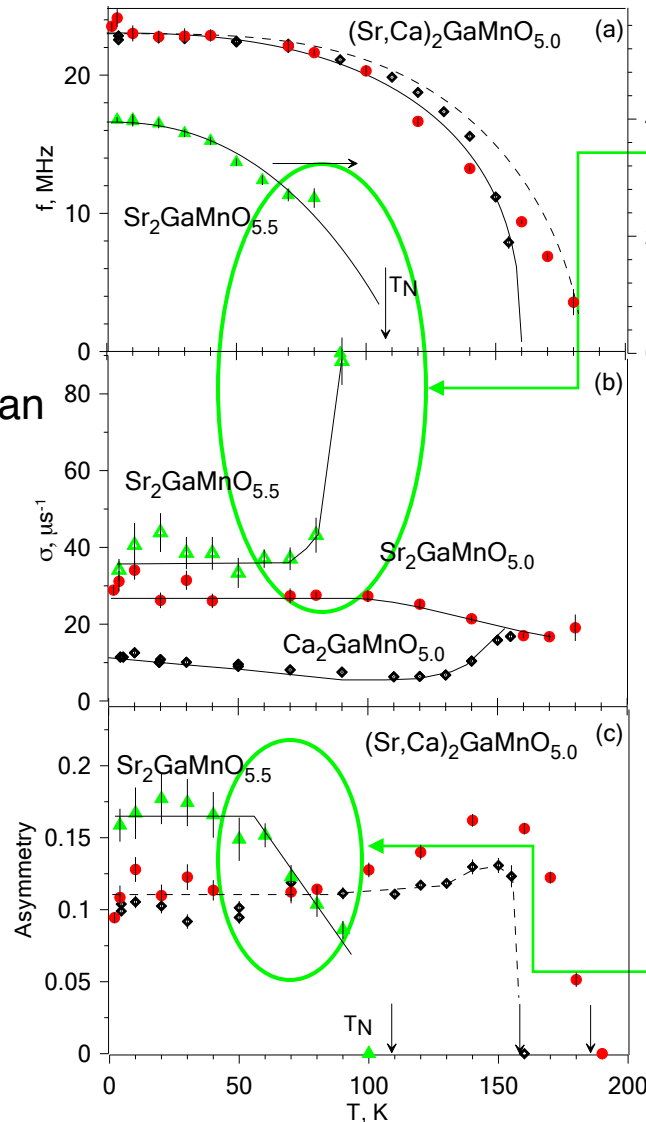 (Sr,Ca)₂GaMnO₅.₀ (a)
20
10
0
f, MHz
Sr₂GaMnO₅.₅
T_N
(b)
an
80
60
40
20
0
σ, μs⁻¹
Sr₂GaMnO₅.₅
Sr₂GaMnO₅.₀
Ca₂GaMnO₅.₀
(Sr,Ca)₂GaMnO₅.₀ (c)
Sr₂GaMnO₅.₅
0.2
0.15
0.1
0.05
0
Asymmetry
T_N
0 50 100 150 200
T, K